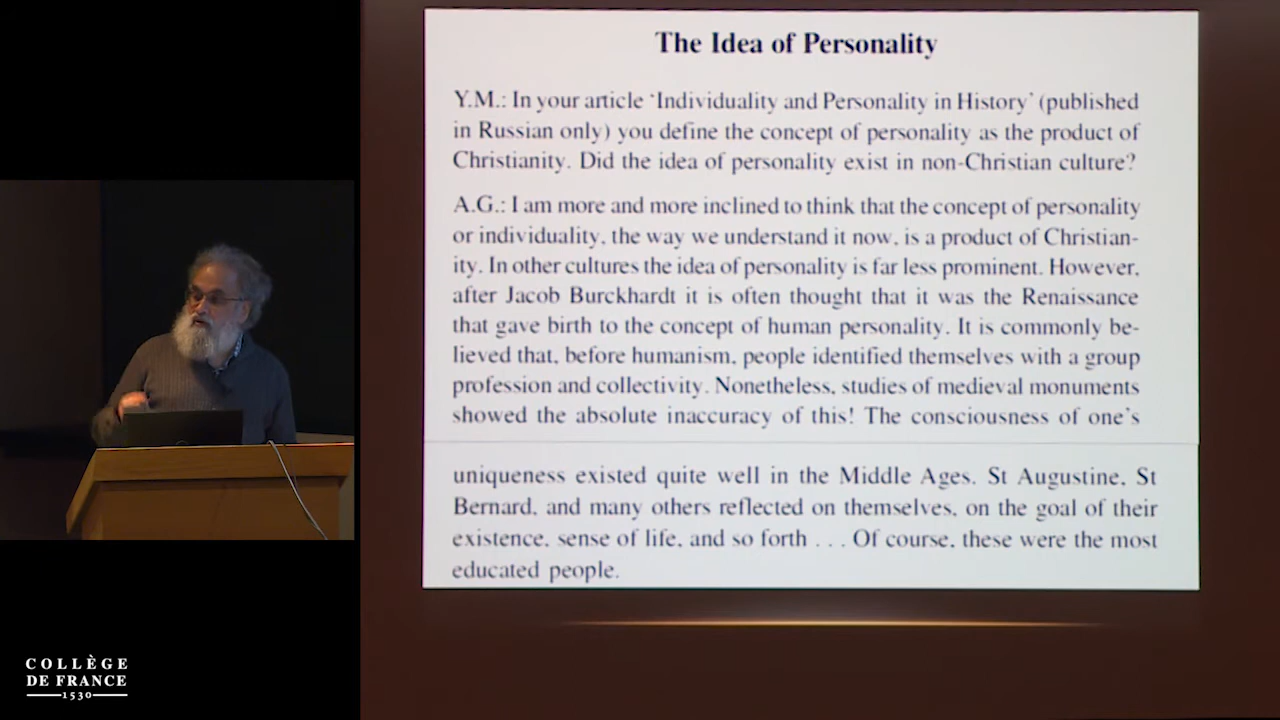 The Idea of Personality
Y.M.: In your article 'Individuality and Personality in History' (published
in Russian only) you define the concept of personality as the product of
Christianity. Did the idea of personality exist in non-Christian culture?
A.G.: I am more and more inclined to think that the concept of personality
or individuality, the way we understand it now, is a product of Christian-
ity. In other cultures the idea of personality is far less prominent. However,
after Jacob Burckhardt it is often thought that it was the Renaissance
that gave birth to the concept of human personality. It is commonly be-
lieved that, before humanism, people identified themselves with a group
profession and collectivity. Nonetheless, studies of medieval monuments
showed the absolute inaccuracy of this! The consciousness of one's
uniqueness existed quite well in the Middle Ages. St Augustine, St
Bernard, and many others reflected on themselves, on the goal of their
existence, sense of life, and so forth . . . Of course, these were the most
educated people.
COLLÈGE
DE FRANCE
1530